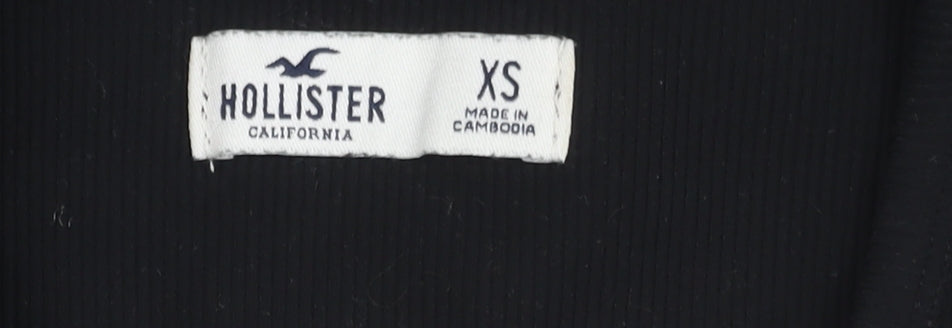 HOLLISTER
CALIFORNIA
XS
MADE IN
CAMBODIA